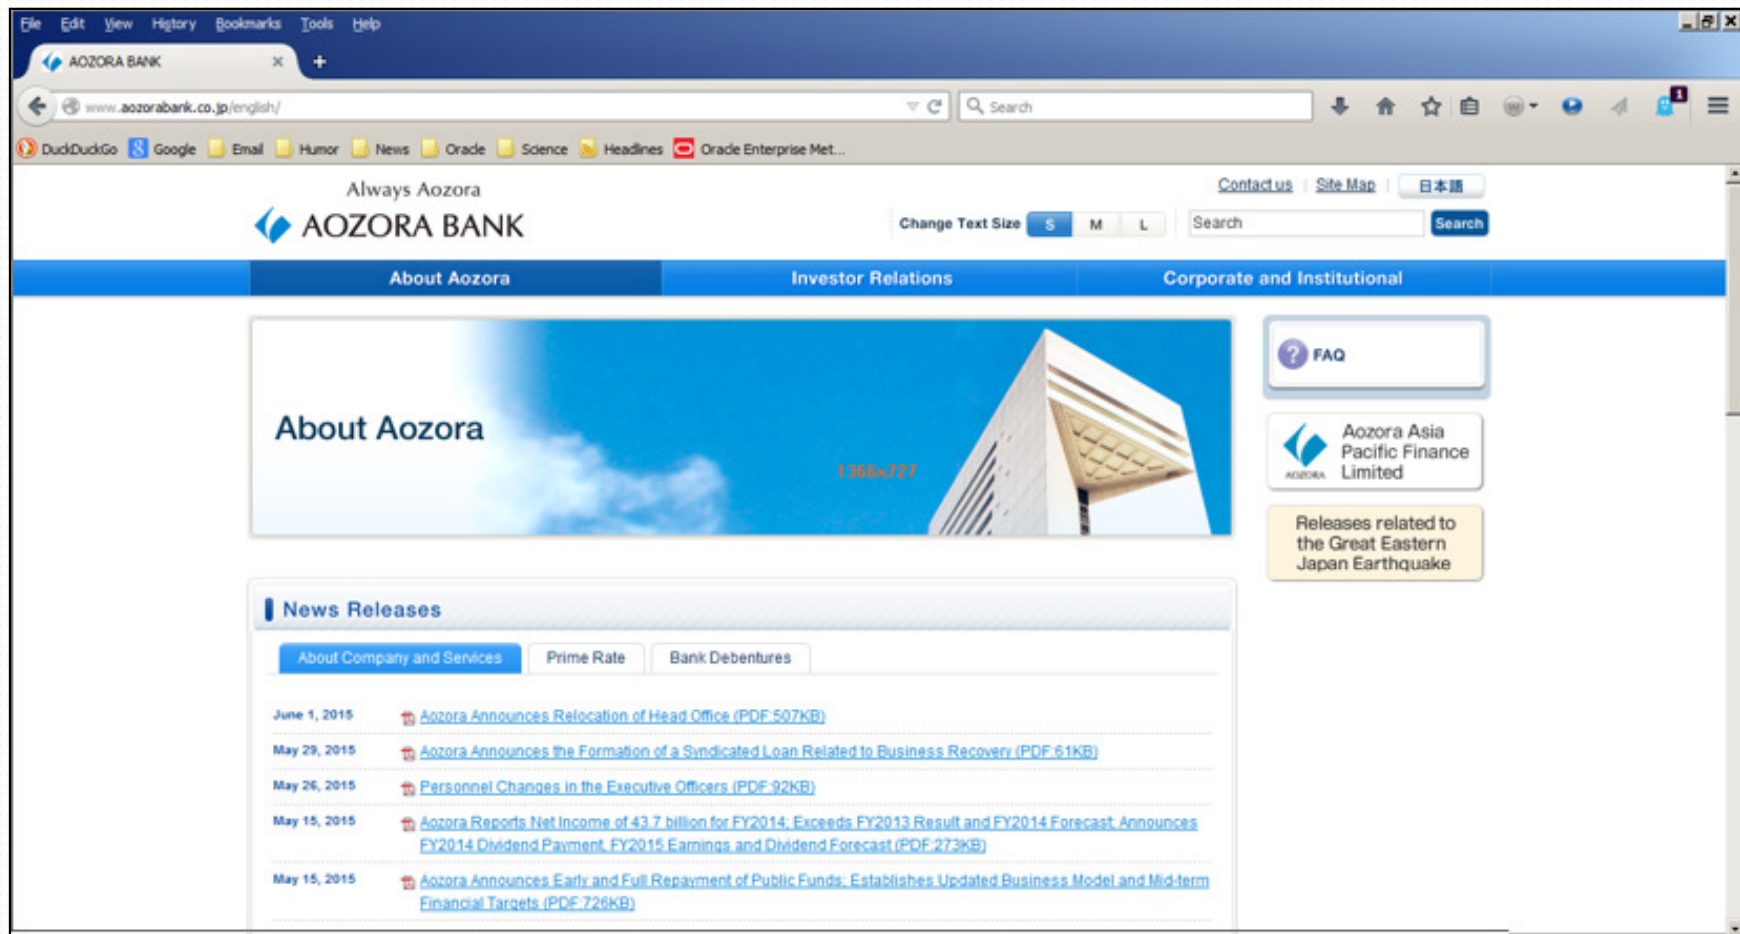 File Edit View History Bookmarks Tools Help
AOZORA BANK
www.aozorabank.co.jp/english/ Search 1
DuckDuckGo Google Email Humor News Oracle Science Headlines Oracle Enterprise Met...
Always Aozora
AOZORA BANK
Contact us Site Map 日本語
Change Text Size S M L Search Search
About Aozora Investor Relations Corporate and Institutional
About Aozora
1366x727
FAQ
AOZORA
Aozora Asia
Pacific Finance
Limited
Releases related to
the Great Eastern
Japan Earthquake
News Releases
About Company and Services Prime Rate Bank Debentures
June 1, 2015 Aozora Announces Relocation of Head Office (PDF:507KB)
May 29, 2015 Aozora Announces the Formation of a Syndicated Loan Related to Business Recovery (PDF:61KB)
May 26, 2015 Personnel Changes in the Executive Officers (PDF:92KB)
May 15, 2015 Aozora Reports Net Income of 43.7 billion for FY2014; Exceeds FY2013 Result and FY2014 Forecast; Announces
FY2014 Dividend Payment, FY2015 Earnings and Dividend Forecast (PDF:273KB)
May 15, 2015 Aozora Announces Early and Full Repayment of Public Funds; Establishes Updated Business Model and Mid-term
Financial Targets (PDF:726KB)